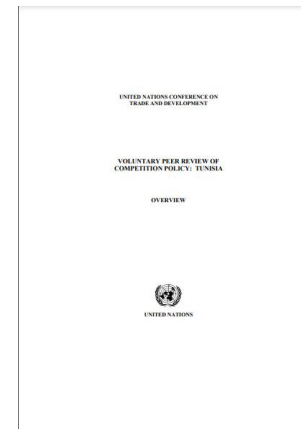 UNITED NATIONS CONFERENCE ON
TRADE AND DEVELOPMENT
VOLUNTARY PEER REVIEW OF
COMPETITION POLICY: TUNISIA
OVERVIEW
UNITED NATIONS